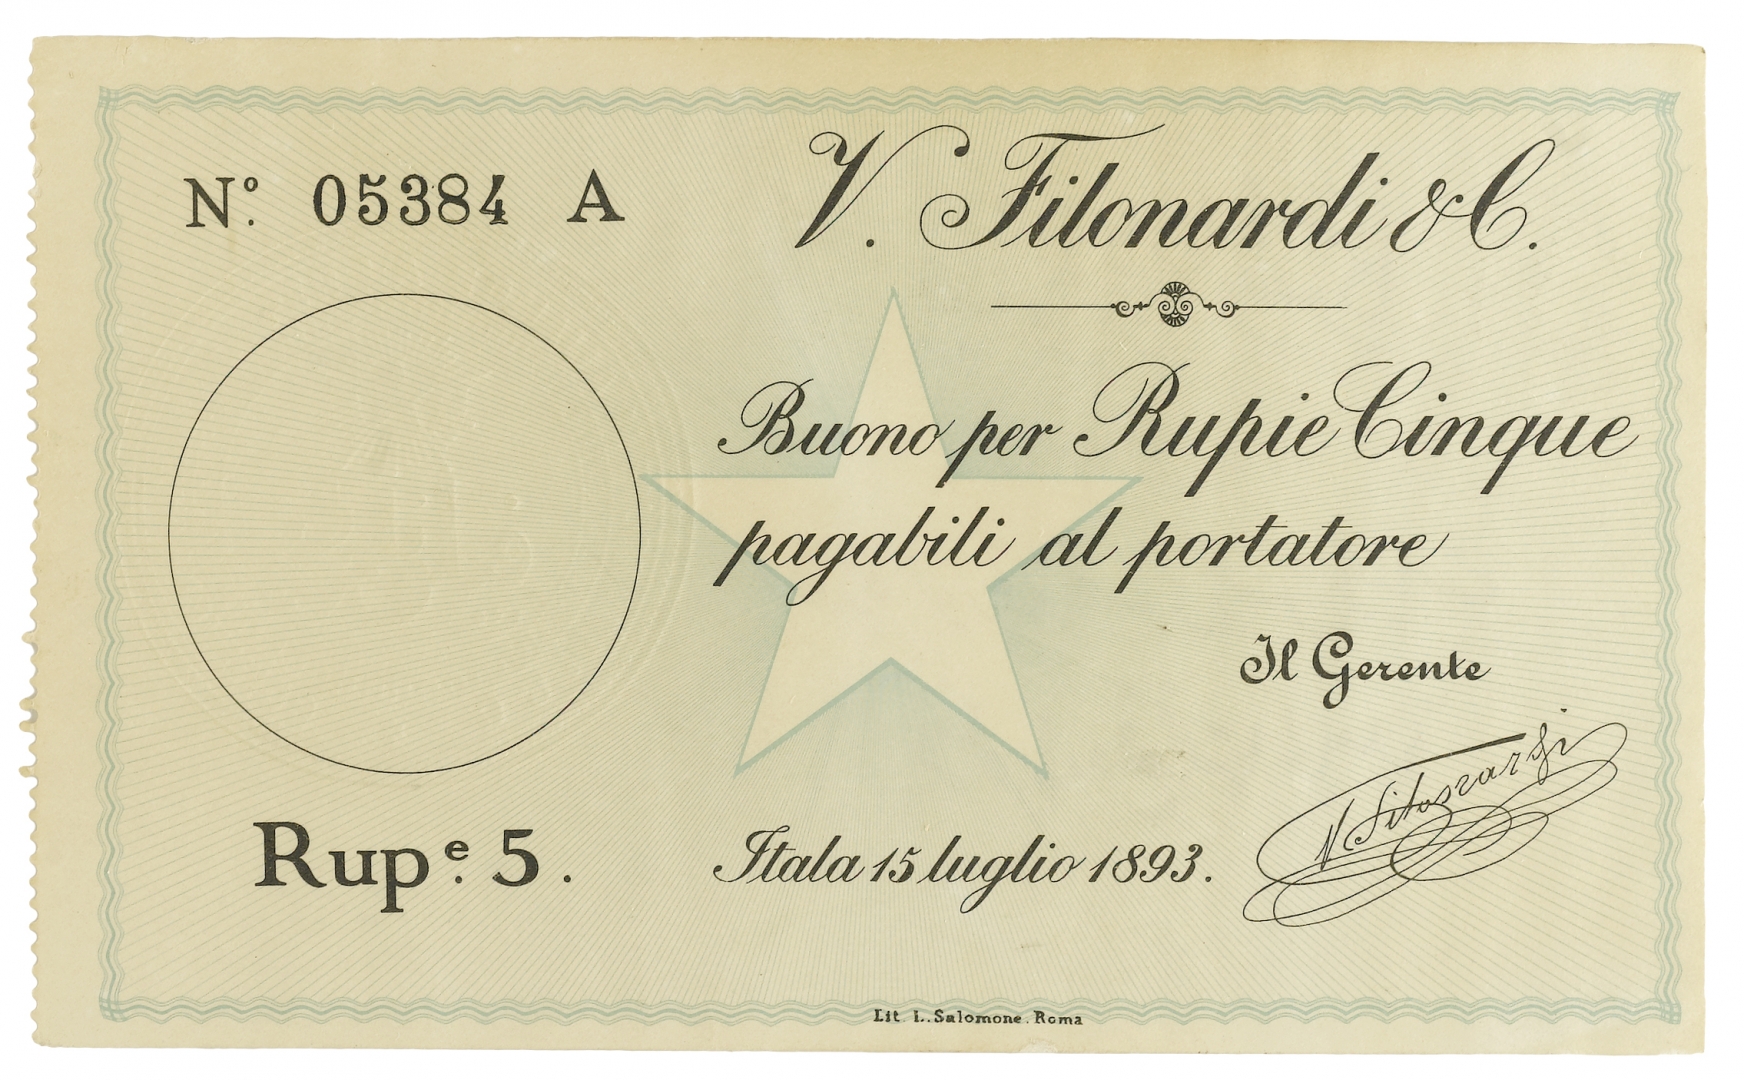 Nº. 05384 A
V. Filonardi & C.
Buono per Rupie Cinque
pagabili al portatore
Il Gerente
V Filonardi
Rup.e 5.
Itala 15 luglio 1893.
Lit. L. Salomone. Roma